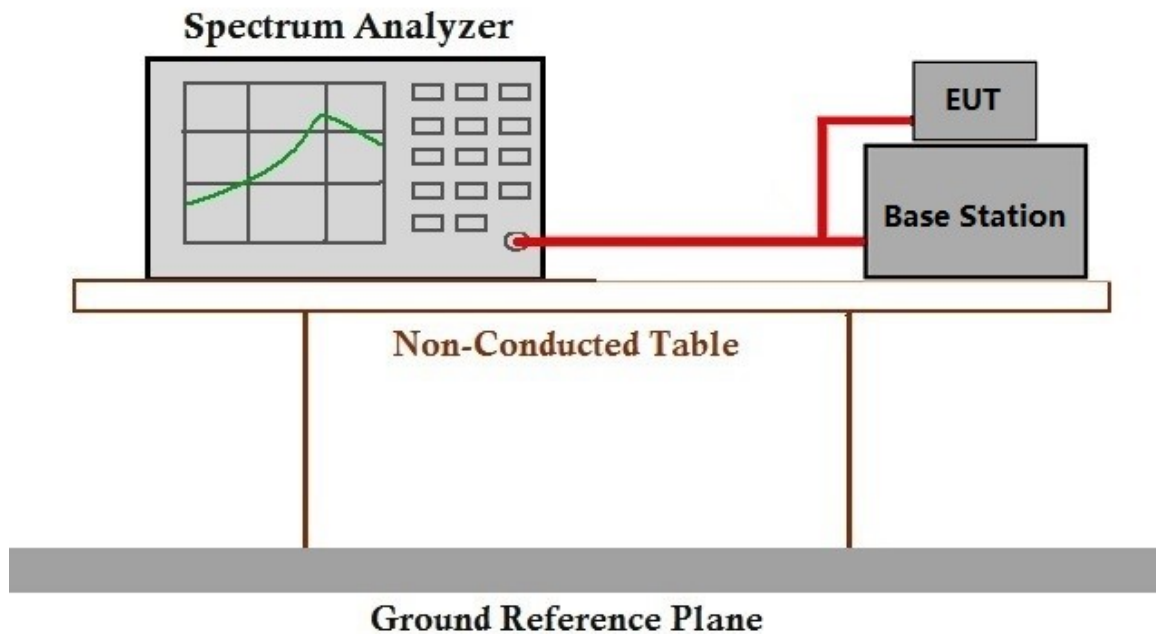 Spectrum Analyzer
EUT
Base Station
Non-Conducted Table
Ground Reference Plane